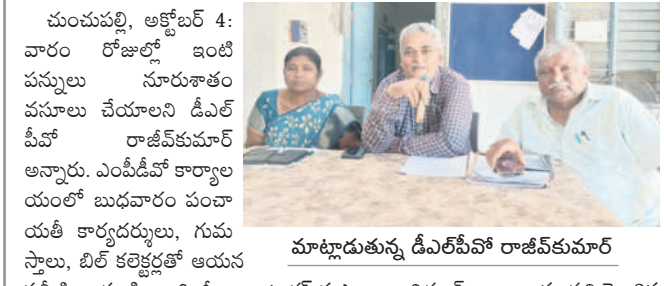 చుంచుపల్లి, అక్టోబర్ 4:
వారం రోజుల్లో ఇంటి
పన్నులు నూరుశాతం
వసూలు చేయాలని డీఎల్
పీవో రాజీవ్‌కుమార్
అన్నారు. ఎంపీడీవో కార్యాల
యంలో బుధవారం పంచా
యతీ కార్యదర్శులు, గుమ
స్తాలు, బిల్ కలెక్టర్లతో ఆయన
మాట్లాడుతున్న డీఎల్‌పీవో రాజీవ్‌కుమార్